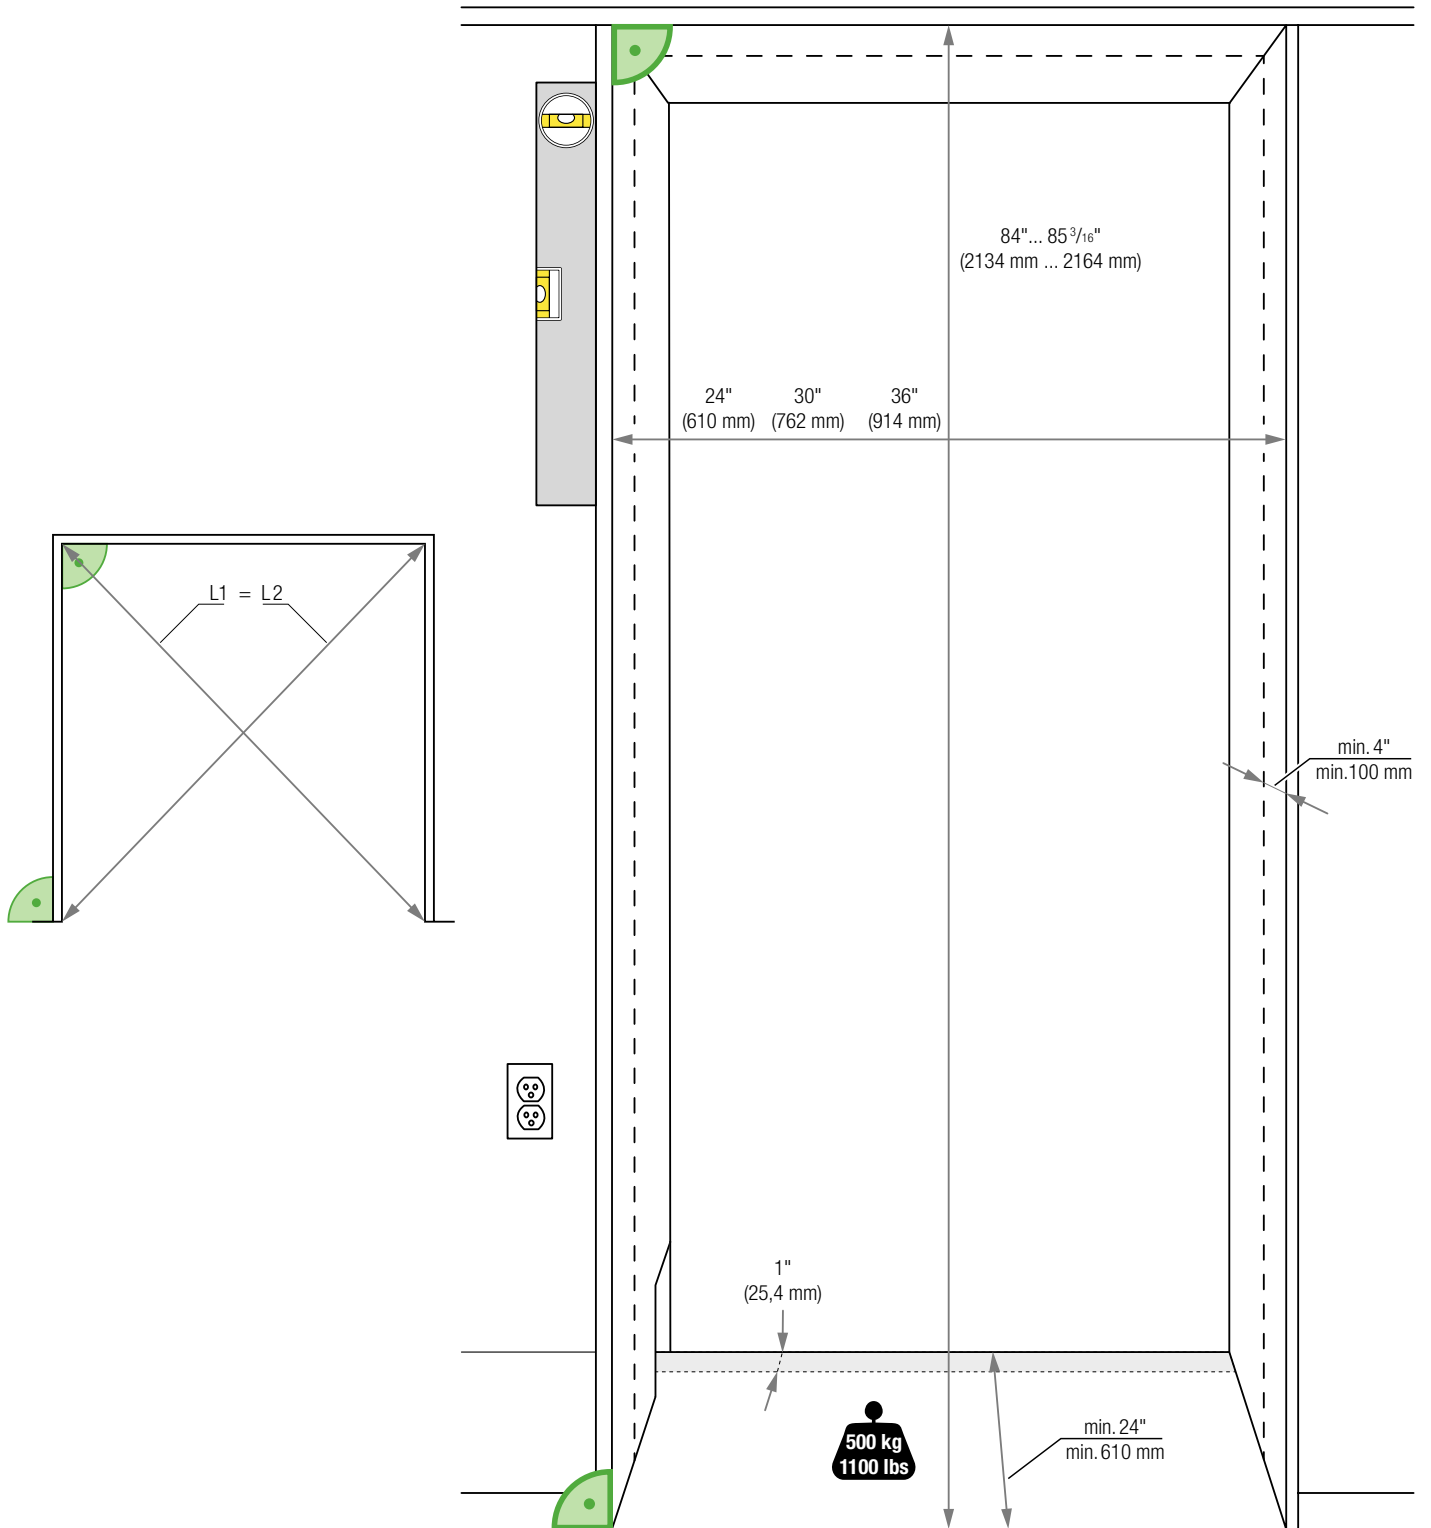 84"... 85 3/16"
(2134 mm ... 2164 mm)
24" 30" 36"
(610 mm) (762 mm) (914 mm)
L1 = L2
min. 4"
min.100 mm
1"
(25,4 mm)
500 kg
1100 lbs
min. 24"
min. 610 mm